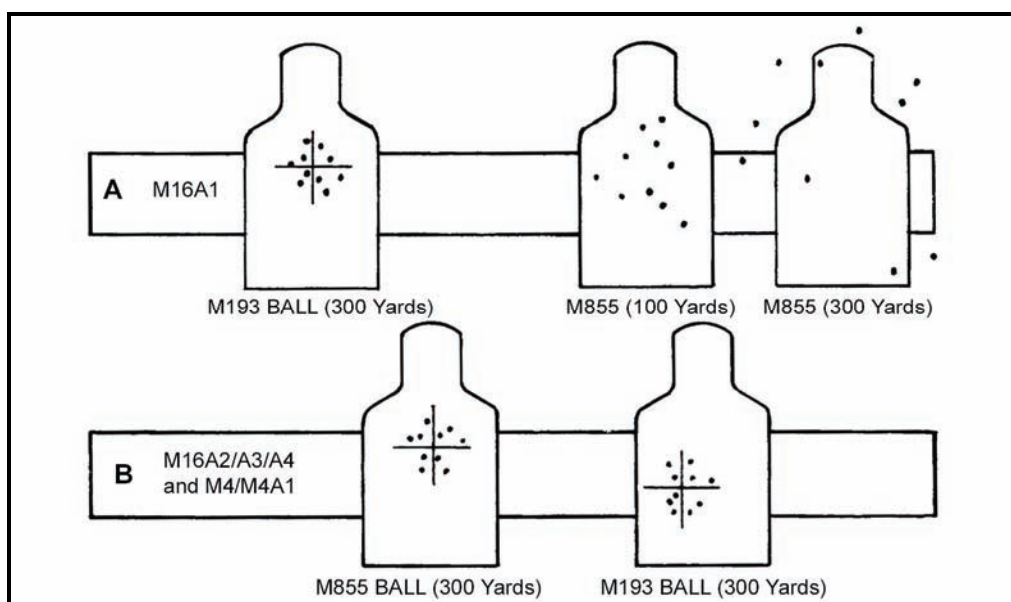 A M16A1
M193 BALL (300 Yards)
M855 (100 Yards)
M855 (300 Yards)
B
M16A2/A3/A4
and M4/M4A1
M855 BALL (300 Yards)
M193 BALL (300 Yards)